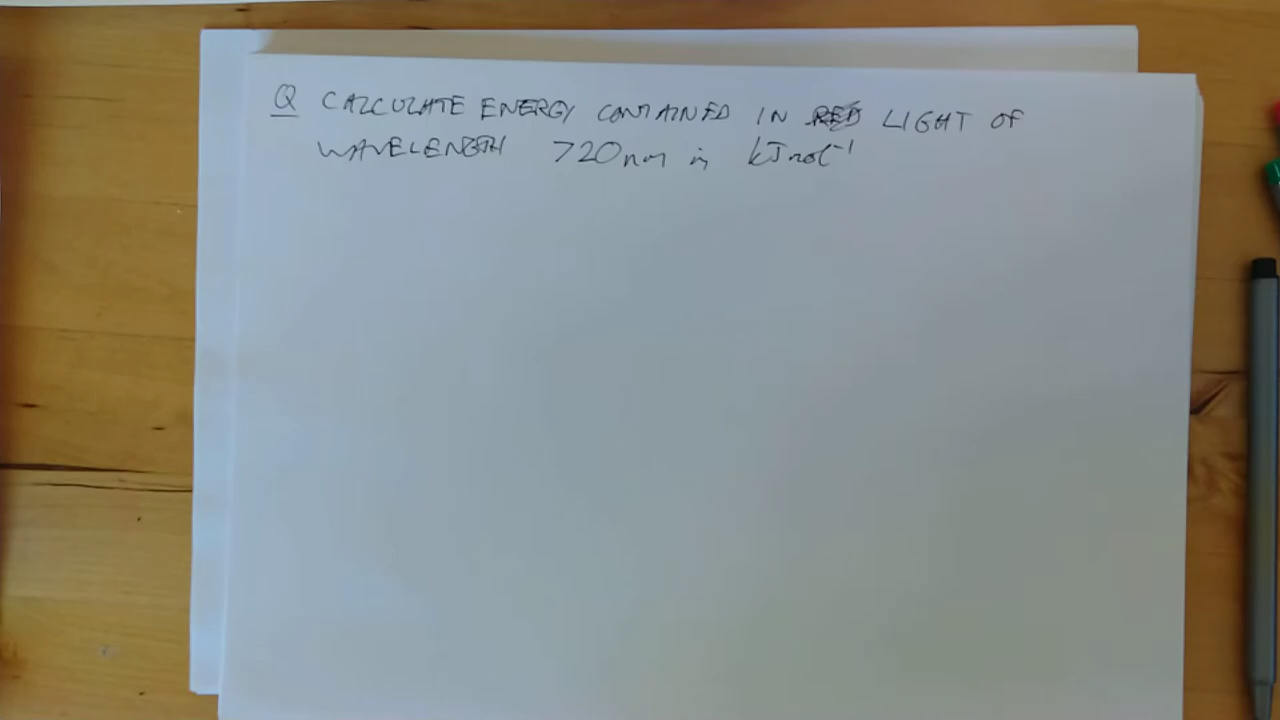 Q CALCULATE ENERGY CONTAINED IN RED LIGHT OF
WAVELENGTH 720nm in kJmol⁻¹